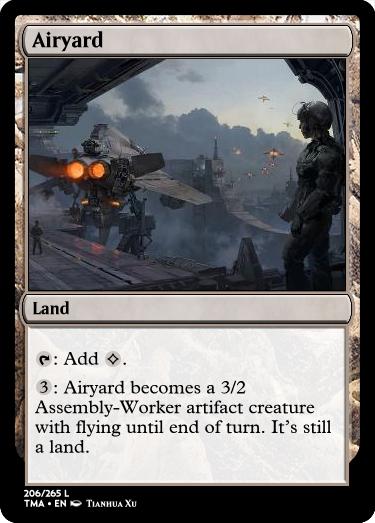 Airyard
Land
: Add .
3: Airyard becomes a 3/2
Assembly-Worker artifact creature
with flying until end of turn. It's still
a land.
206/265 L
TMA • EN Tianhua Xu